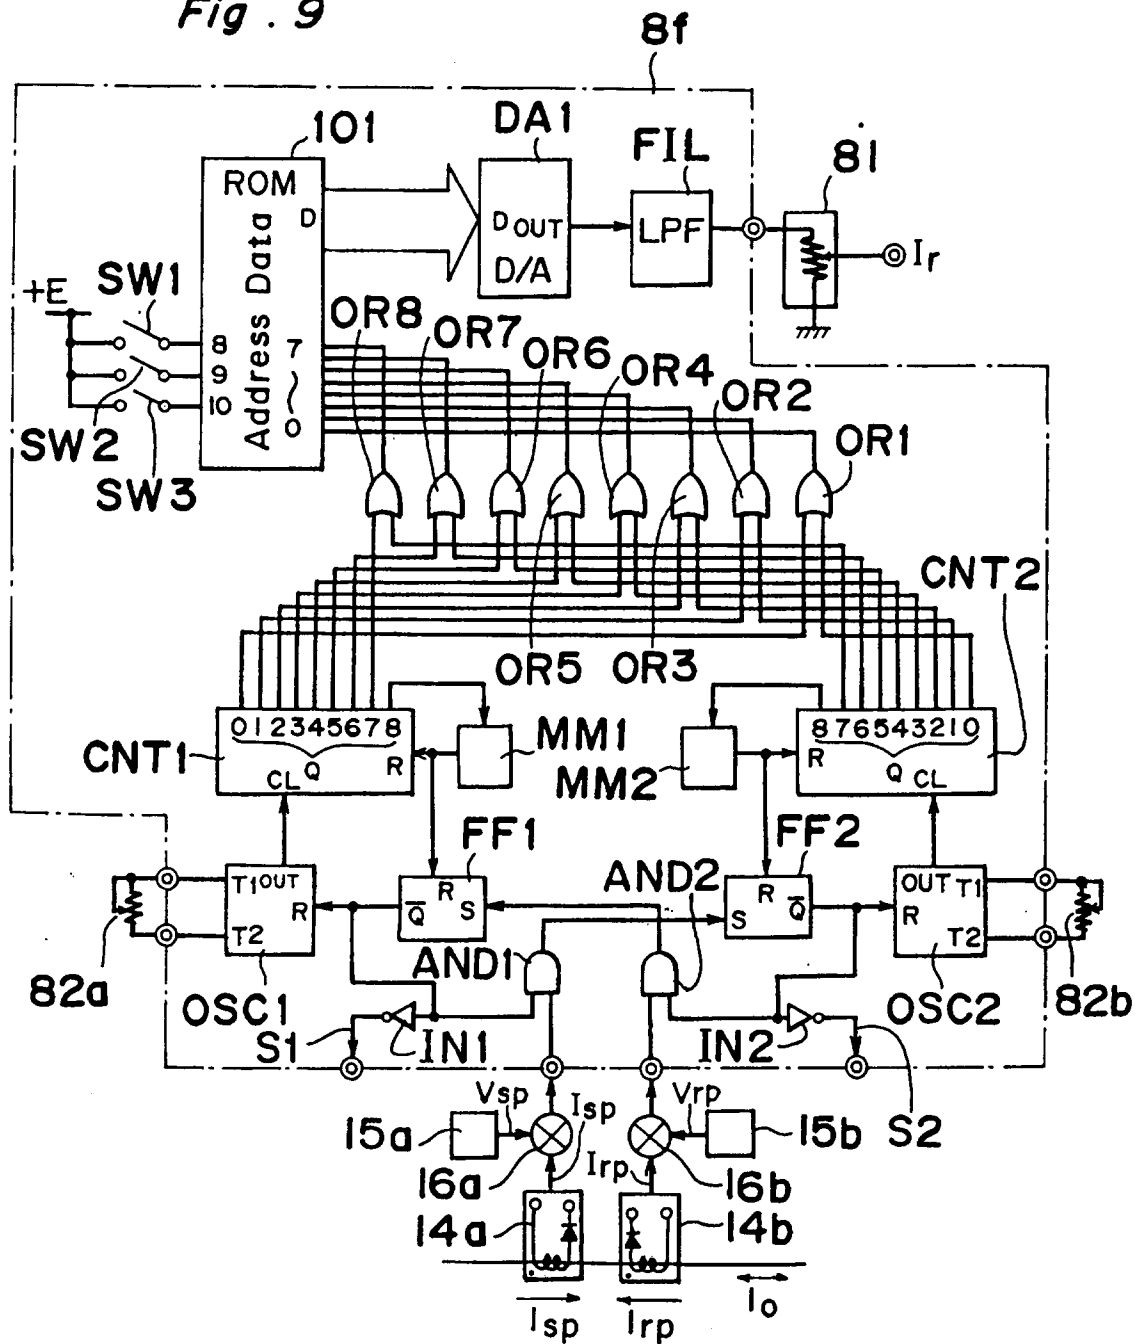 Fig. 9
8f
101
DA1
FIL
81
ROM
D
Address Data
D OUT
D/A
LPF
Ir
+E
SW1
SW2
SW3
8
9
10
7
0
OR8
OR7
OR6
OR4
OR2
OR1
OR5
OR3
CNT2
CNT1
012345678
Q
CL
R
MM1
MM2
876543210
R
Q
CL
FF1
FF2
AND2
T1 OUT
R
T2
Q
R
S
R
S
Q
OUT T1
R
T2
82a
OSC1
AND1
OSC2
82b
S1
IN1
IN2
S2
Vsp
Isp
Vrp
15a
15b
16a
Irp
16b
14a
14b
Isp
Irp
Io